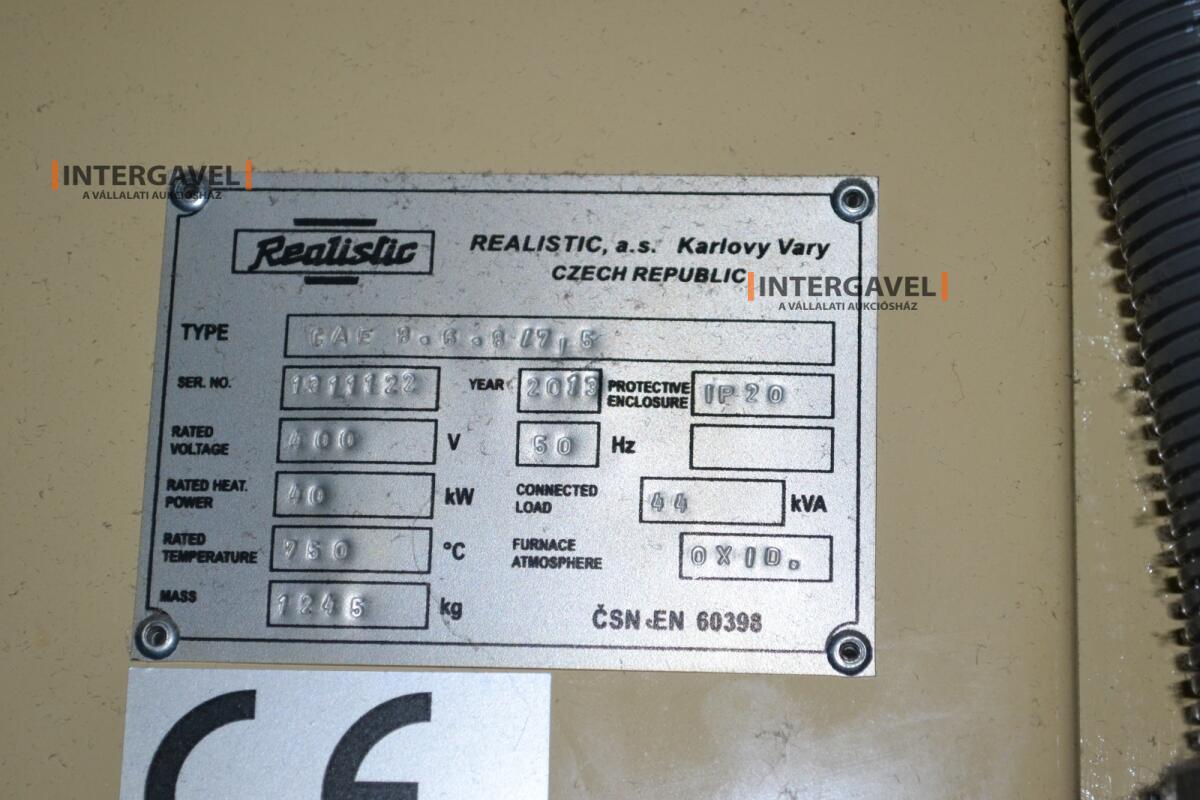 INTERGAVEL
A VÁLLALATI AUKCIÓSHÁZ
Realistic
REALISTIC, a.s. Karlovy Vary
CZECH REPUBLIC
INTERGAVEL
A VÁLLALATI AUKCIÓSHÁZ
TYPE
SER. NO. 1311122 YEAR 2013 PROTECTIVE ENCLOSURE IP20
RATED VOLTAGE 400 V 50 Hz
RATED HEAT. POWER 40 kW CONNECTED LOAD 44 kVA
RATED TEMPERATURE 750 °C FURNACE ATMOSPHERE OXID.
MASS 1245 kg
ČSN EN 60398
CE